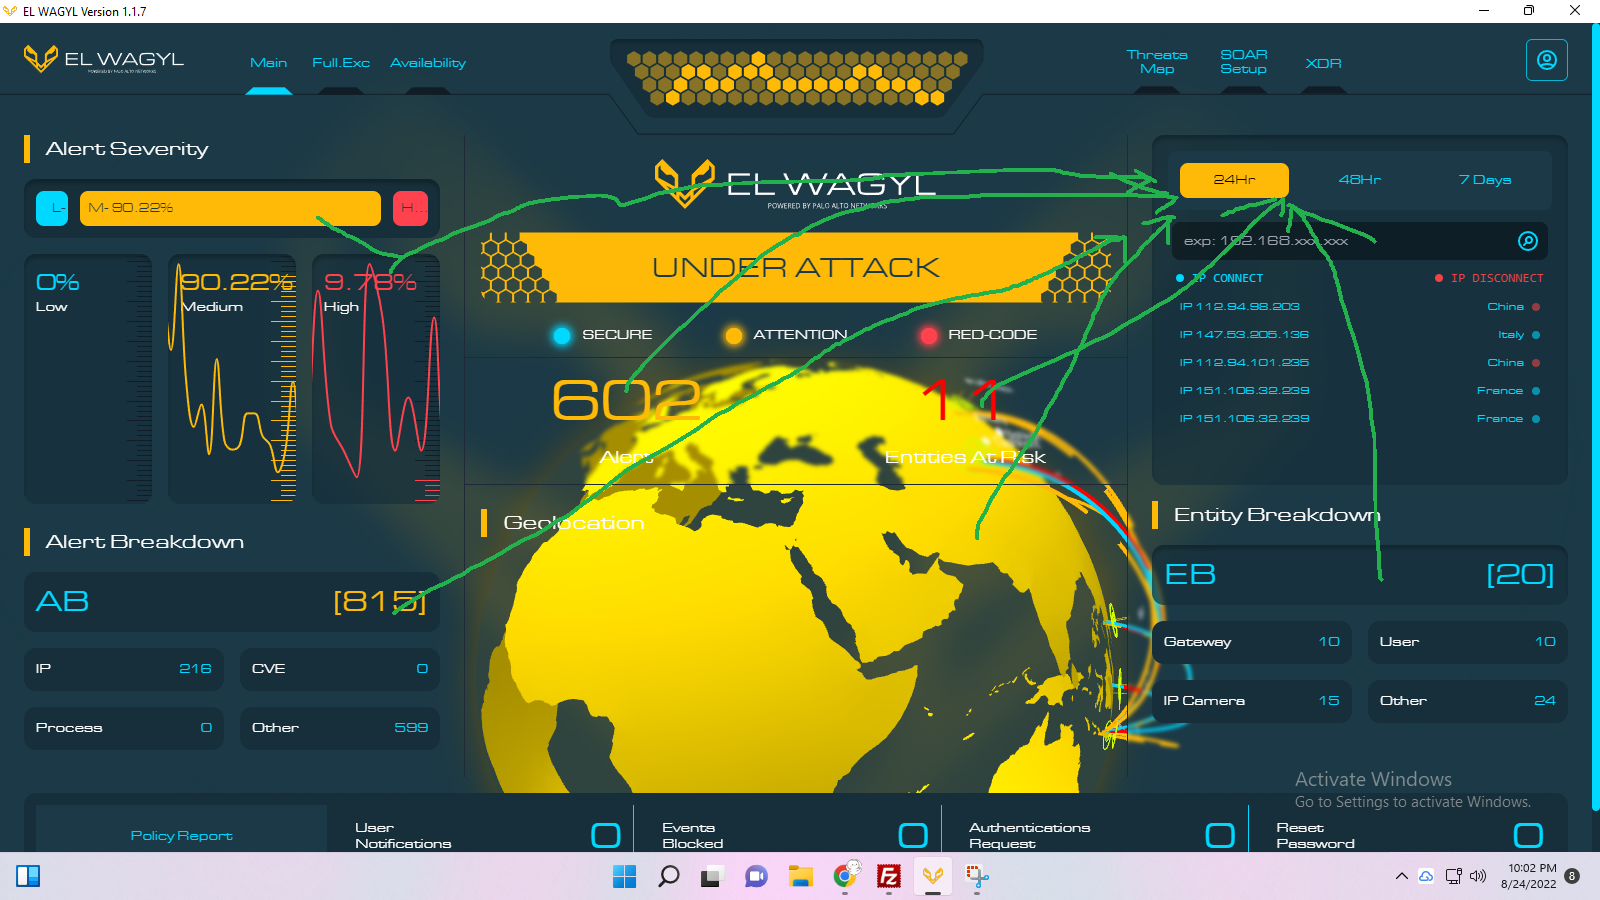 EL WAGYL Version 1.1.7
EL WAGYL
POWERED BY PALO ALTO NETWORKS
Main
Full.Exc
Availability
Threats
Map
SOAR
Setup
XDR
Alert Severity
L-
M- 90.22%
H...
0%
Low
90.22%
Medium
9.78%
High
Alert Breakdown
AB [815]
IP 216
CVE 0
Process 0
Other 599
EL WAGYL
POWERED BY PALO ALTO NETWORKS
UNDER ATTACK
SECURE
ATTENTION
RED-CODE
602
Alert
11
Entities At Risk
Geolocation
24Hr
48Hr
7 Days
exp: 192.168.xxx.xxx
IP CONNECT
IP DISCONNECT
IP 112.94.98.203 China
IP 147.53.205.136 Italy
IP 112.94.101.235 China
IP 151.106.32.239 France
IP 151.106.32.239 France
Entity Breakdown
EB [20]
Gateway 10
User 10
IP Camera 15
Other 24
Activate Windows
Go to Settings to activate Windows.
Policy Report
User
Notifications
Events
Blocked
Authentications
Request
Reset
Password
Fz
10:02 PM
8/24/2022
8